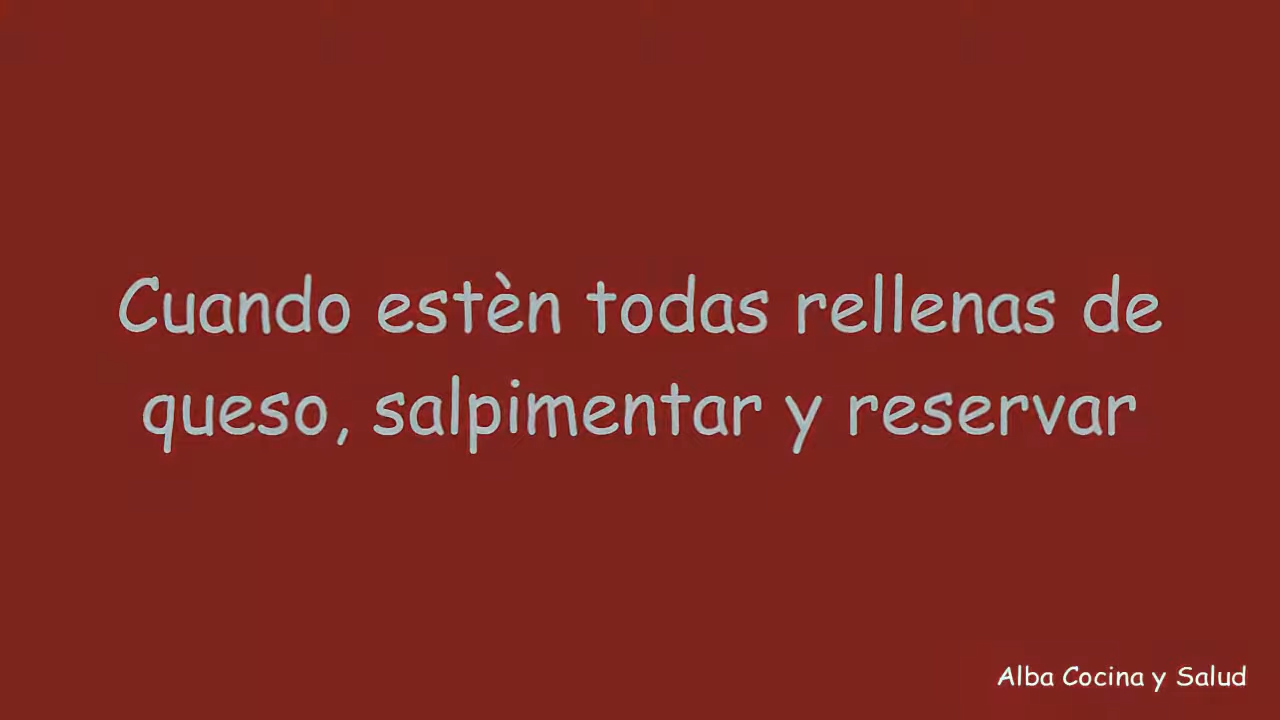 Cuando estèn todas rellenas de
queso, salpimentar y reservar
Alba Cocina y Salud